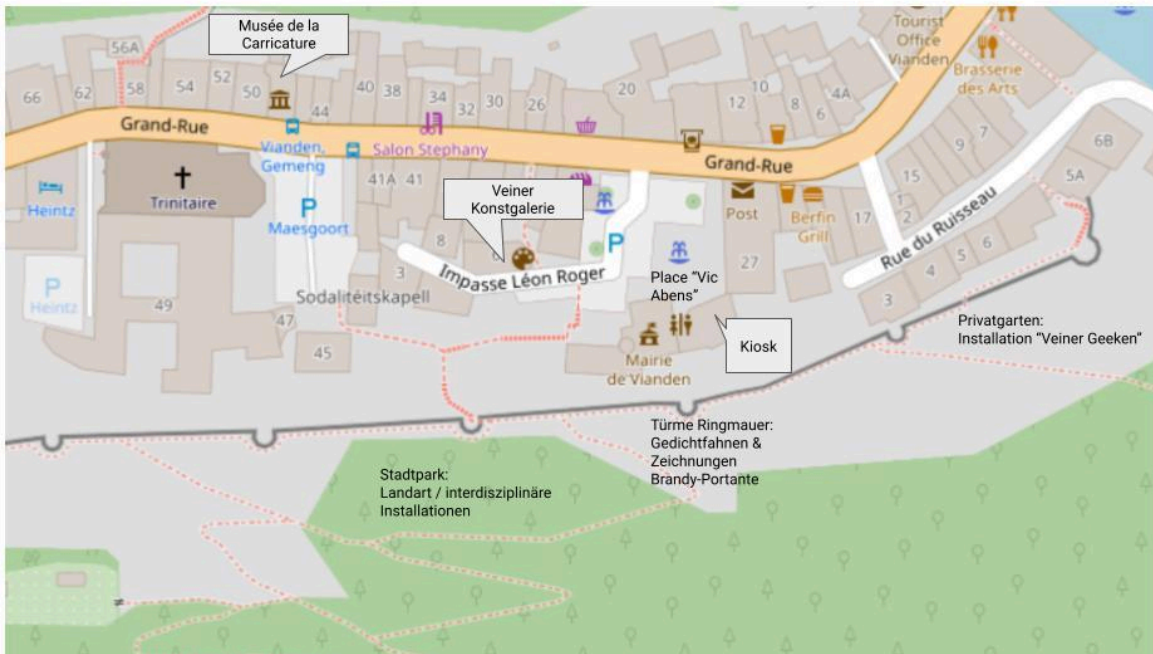 Musée de la
Carricature
Tourist
Office
Vianden
Brasserie
des Arts
56A
66
62
58
54
52
50
44
40
38
34
32
30
26
20
12
10
8
6
4A
Grand-Rue
Vianden,
Gemeng
Salon Stephany
Grand-Rue
6B
9
7
15
1
2
17
5A
Heintz
Trinitaire
P
Maesgoort
41A
41
Veiner
Konstgalerie
Post
Berfin
Grill
Rue du Ruisseau
8
6
3
Impasse Léon Roger
P
Place “Vic
Abens”
27
6
5
4
3
P
Heintz
49
Sodalitéitskapell
47
45
Mairie
de Vianden
Kiosk
Privatgarten:
Installation “Veiner Geeken”
Türme Ringmauer:
Gedichtfahnen &
Zeichnungen
Brandy-Portante
Stadtpark:
Landart / interdisziplinäre
Installationen